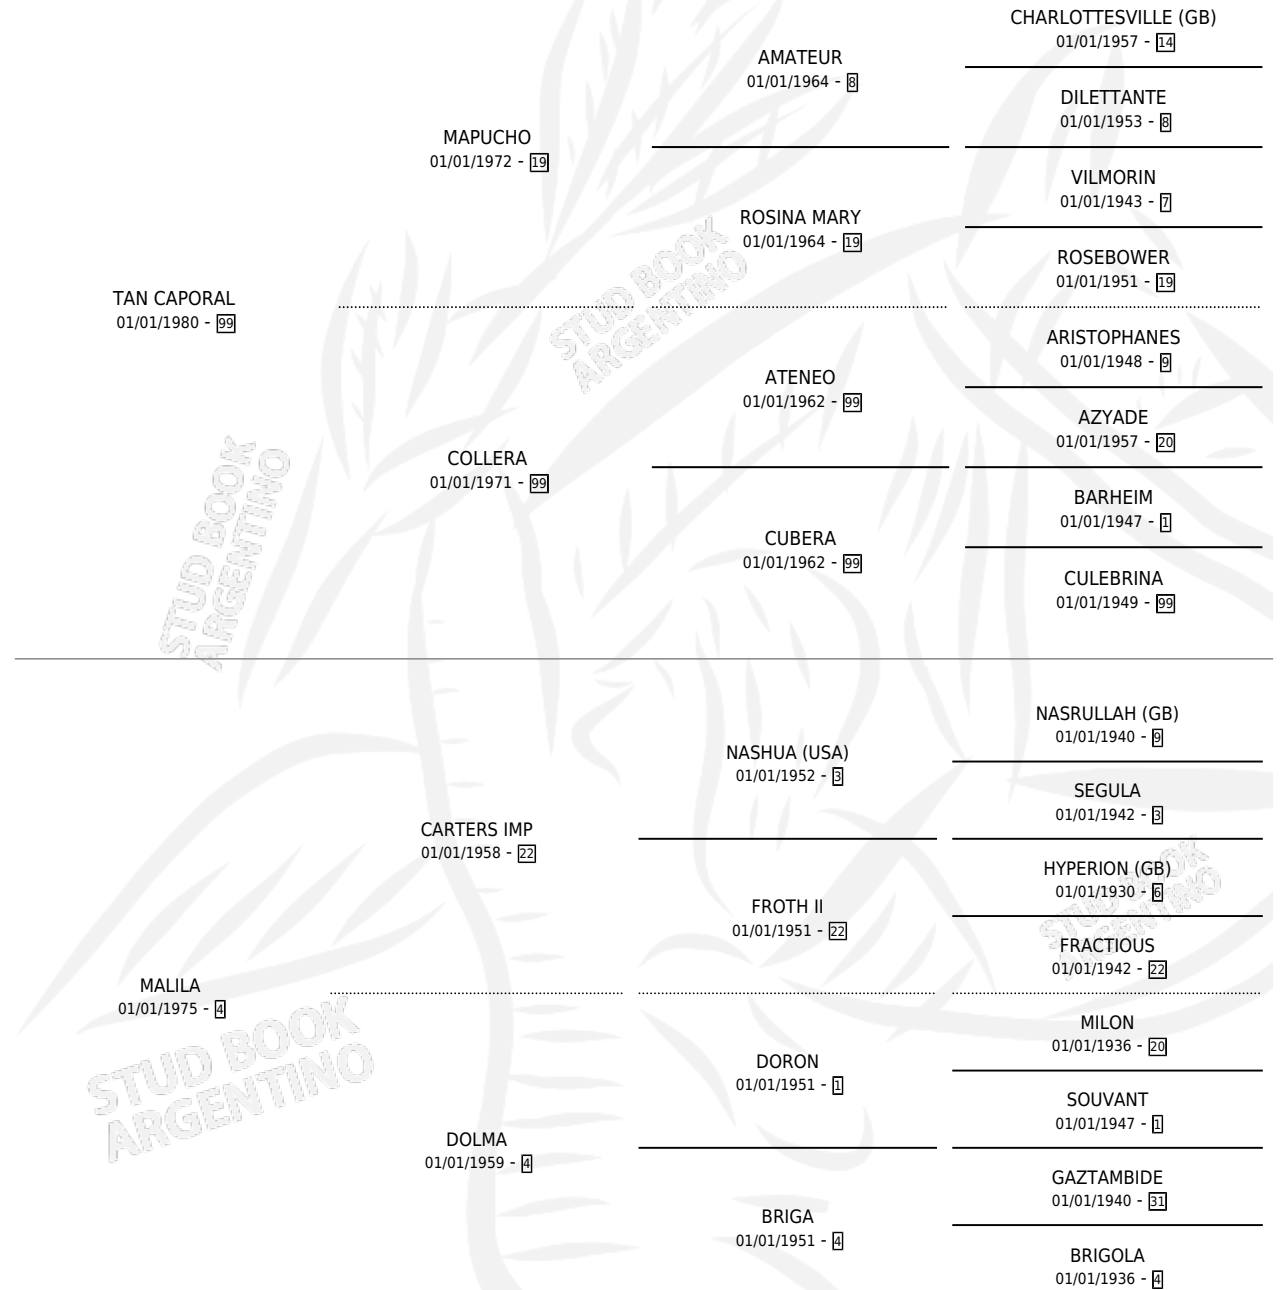 CHARLOTTESVILLE (GB)
01/01/1957 - 14
AMATEUR
01/01/1964 - 8
DILETTANTE
01/01/1953 - 8
MAPUCHO
01/01/1972 - 19
VILMORIN
01/01/1943 - 7
ROSINA MARY
01/01/1964 - 19
ROSEBOWER
01/01/1951 - 19
TAN CAPORAL
01/01/1980 - 99
ARISTOPHANES
01/01/1948 - 9
ATENEO
01/01/1962 - 99
AZYADE
01/01/1957 - 20
COLLERA
01/01/1971 - 99
BARHEIM
01/01/1947 - 1
CUBERA
01/01/1962 - 99
CULEBRINA
01/01/1949 - 99
STUD BOOK
ARGENTINO
STUD BOOK
ARGENTINO
NASRULLAH (GB)
01/01/1940 - 9
NASHUA (USA)
01/01/1952 - 3
SEGULA
01/01/1942 - 3
CARTERS IMP
01/01/1958 - 22
HYPERION (GB)
01/01/1930 - 6
FROTH II
01/01/1951 - 22
FRACTIOUS
01/01/1942 - 22
STUD BOOK
ARGENTINO
MALILA
01/01/1975 - 4
MILON
01/01/1936 - 20
DORON
01/01/1951 - 1
SOUVANT
01/01/1947 - 1
STUD BOOK
ARGENTINO
DOLMA
01/01/1959 - 4
GAZTAMBIDE
01/01/1940 - 31
BRIGA
01/01/1951 - 4
BRIGOLA
01/01/1936 - 4